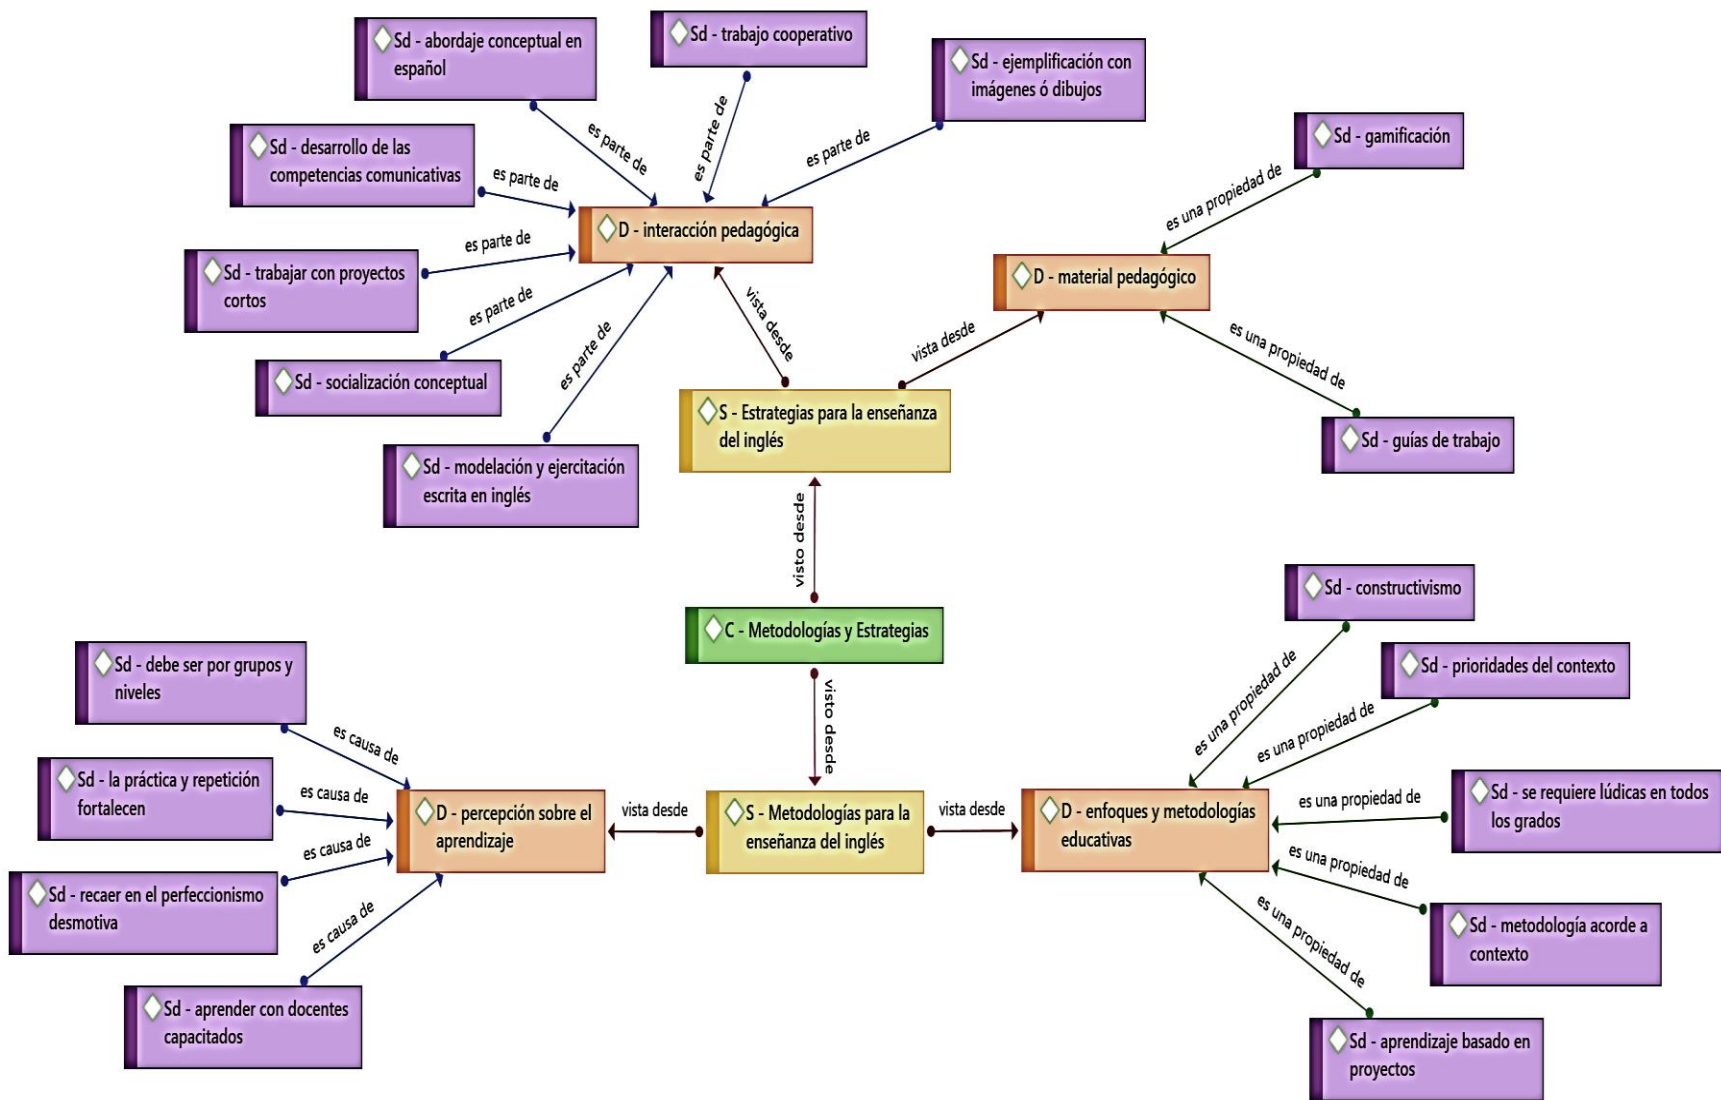 Sd - abordaje conceptual en
español
Sd - trabajo cooperativo
Sd - ejemplificación con
imágenes ó dibujos
Sd - gamificación
Sd - desarrollo de las
competencias comunicativas
es parte de
es parte de
es parte de
es parte de
es una propiedad de
D - interacción pedagógica
Sd - trabajar con proyectos
cortos
es parte de
D - material pedagógico
es parte de
es parte de
vista desde
vista desde
es una propiedad de
Sd - socialización conceptual
S - Estrategias para la enseñanza
del inglés
Sd - guías de trabajo
Sd - modelación y ejercitación
escrita en inglés
visto desde
Sd - constructivismo
C - Metodologías y Estrategias
visto desde
Sd - debe ser por grupos y
niveles
es causa de
Sd - prioridades del contexto
es una propiedad de
es una propiedad de
Sd - la práctica y repetición
fortalecen
es causa de
D - percepción sobre el
aprendizaje
vista desde
S - Metodologías para la
enseñanza del inglés
vista desde
D - enfoques y metodologías
educativas
es una propiedad de
Sd - se requiere lúdicas en todos
los grados
es causa de
Sd - recaer en el perfeccionismo
desmotiva
es causa de
es una propiedad de
Sd - metodología acorde a
contexto
es una propiedad de
Sd - aprender con docentes
capacitados
Sd - aprendizaje basado en
proyectos